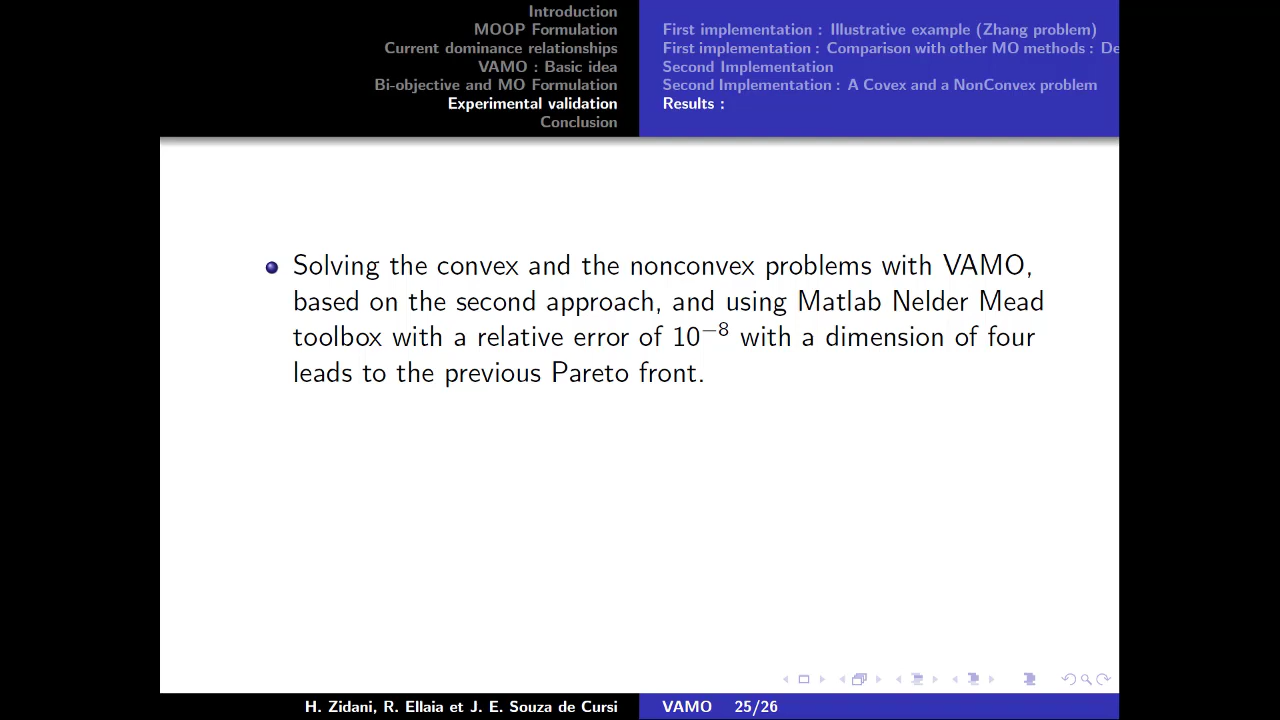 Introduction
MOOP Formulation
Current dominance relationships
VAMO : Basic idea
Bi-objective and MO Formulation
Experimental validation
Conclusion
First implementation : Illustrative example (Zhang problem)
First implementation : Comparison with other MO methods : De
Second Implementation
Second Implementation : A Covex and a NonConvex problem
Results :
Solving the convex and the nonconvex problems with VAMO,
based on the second approach, and using Matlab Nelder Mead
toolbox with a relative error of 10⁻⁸ with a dimension of four
leads to the previous Pareto front.
H. Zidani, R. Ellaia et J. E. Souza de Cursi
VAMO 25/26